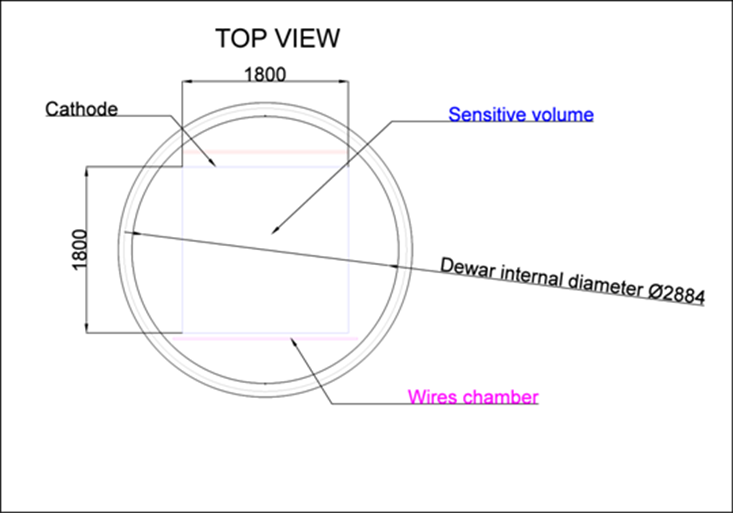 TOP VIEW
1800
Cathode
Sensitive volume
1800
Dewar internal diameter Ø2884
Wires chamber